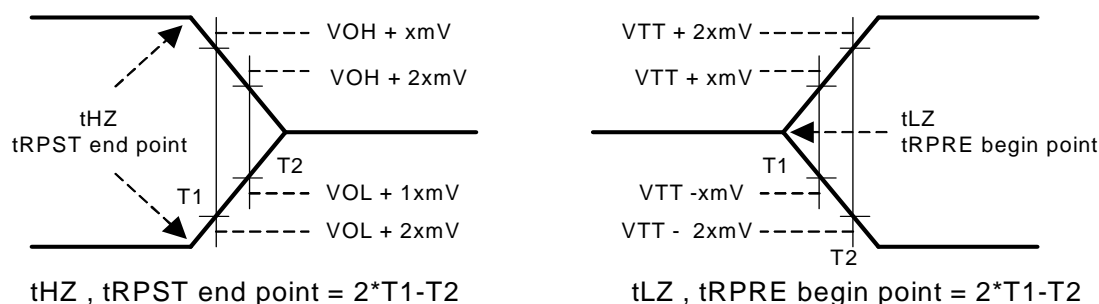 VOH + xmV
VOH + 2xmV
tHZ
tRPST end point
T1
T2
VOL + 1xmV
VOL + 2xmV
tHZ , tRPST end point = 2*T1-T2
VTT + 2xmV
VTT + xmV
tLZ
tRPRE begin point
T1
VTT -xmV
VTT - 2xmV
T2
tLZ , tRPRE begin point = 2*T1-T2